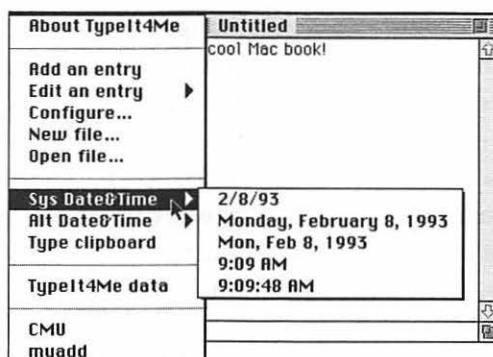 About TypeIt4Me
Add an entry
Edit an entry
Configure...
New file...
Open file...
Sys Date&Time
Alt Date&Time
Type clipboard
TypeIt4Me data
CMU
myadd
Untitled
cool Mac book!
2/8/93
Monday, February 8, 1993
Mon, Feb 8, 1993
9:09 AM
9:09:48 AM